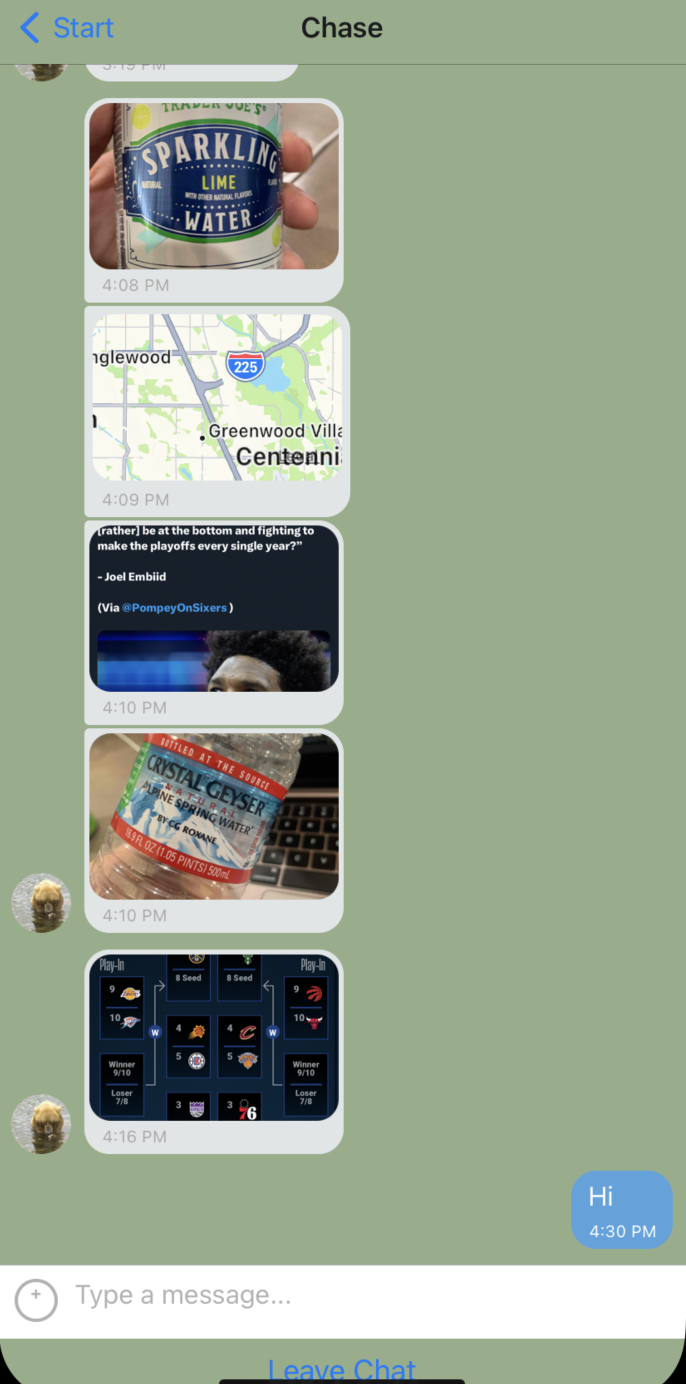 Start
Chase
3:19 PM
TRADER JOE'S
SPARKLING
NATURAL
LIME
WITH OTHER NATURAL FLAVORS
WATER
4:08 PM
nglewood
225
Greenwood Villa
Centenni
4:09 PM
[rather] be at the bottom and fighting to
make the playoffs every single year?”
- Joel Embiid
(Via @PompeyOnSixers )
4:10 PM
BOTTLED AT THE SOURCE
CRYSTAL GEYSER
NATURAL
ALPINE SPRING WATER
BY CG ROXANE
16.9 FL OZ (1.05 PINTS) 500mL
4:10 PM
Play-In
Play-In
8 Seed
8 Seed
9
9
10
10
W
4
4
W
5
5
Winner
9/10
Winner
9/10
Loser
7/8
Loser
7/8
3
3
76
4:16 PM
Hi
4:30 PM
Type a message...
Leave Chat